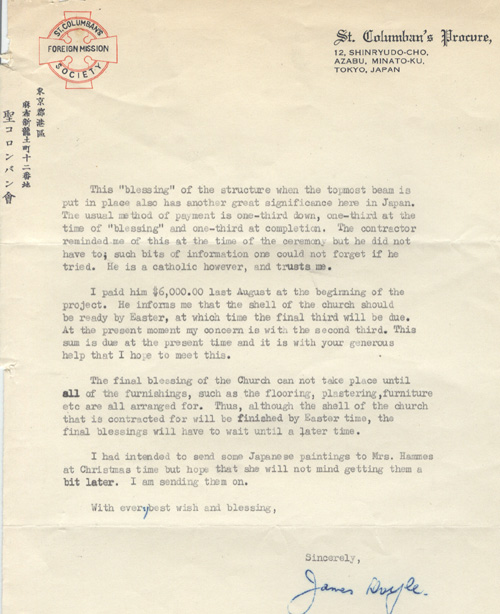 ST. COLUMBAN'S
FOREIGN MISSION
SOCIETY
St. Columban's Procure,
12, SHINRYUDO-CHO,
AZABU, MINATO-KU,
TOKYO, JAPAN
東京都港區
麻布新龍土町十二番地
聖コロンバン會
This "blessing" of the structure when the topmost beam is
put in place also has another great significance here in Japan.
The usual method of payment is one-third down, one-third at the
time of "blessing" and one-third at completion. The contractor
reminded me of this at the time of the ceremony but he did not
have to; such bits of information one could not forget if he
tried. He is a catholic however, and trusts me.
I paid him $6,000.00 last August at the beginning of the
project. He informs me that the shell of the church should
be ready by Easter, at which time the final third will be due.
At the present moment my concern is with the second third. This
sum is due at the present time and it is with your generous
help that I hope to meet this.
The final blessing of the Church can not take place until
all of the furnishings, such as the flooring, plastering,furniture
etc are all arranged for. Thus, although the shell of the church
that is contracted for will be finished by Easter time, the
final blessings will have to wait until a later time.
I had intended to send some Japanese paintings to Mrs. Hammes
at Christmas time but hope that she will not mind getting them a
bit later. I am sending them on.
With every best wish and blessing,
Sincerely,
James Doyle.